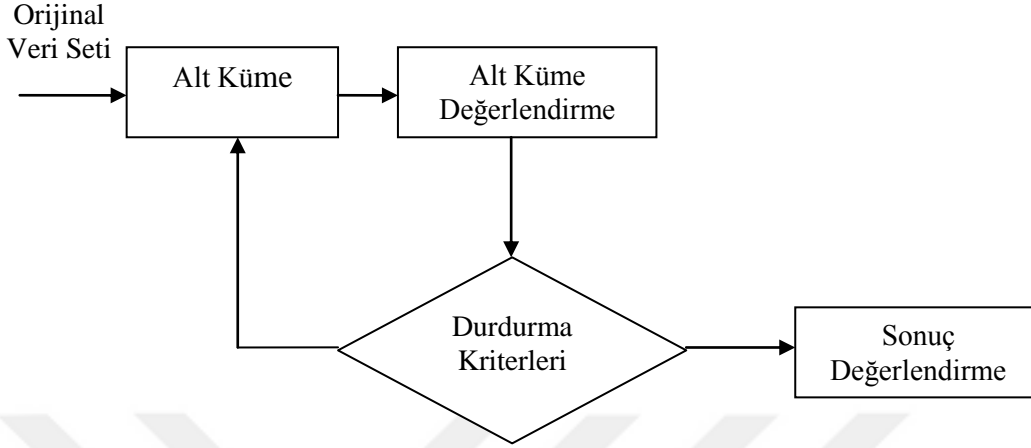 Orijinal
Veri Seti
Alt Küme
Alt Küme
Değerlendirme
Durdurma
Kriterleri
Sonuç
Değerlendirme